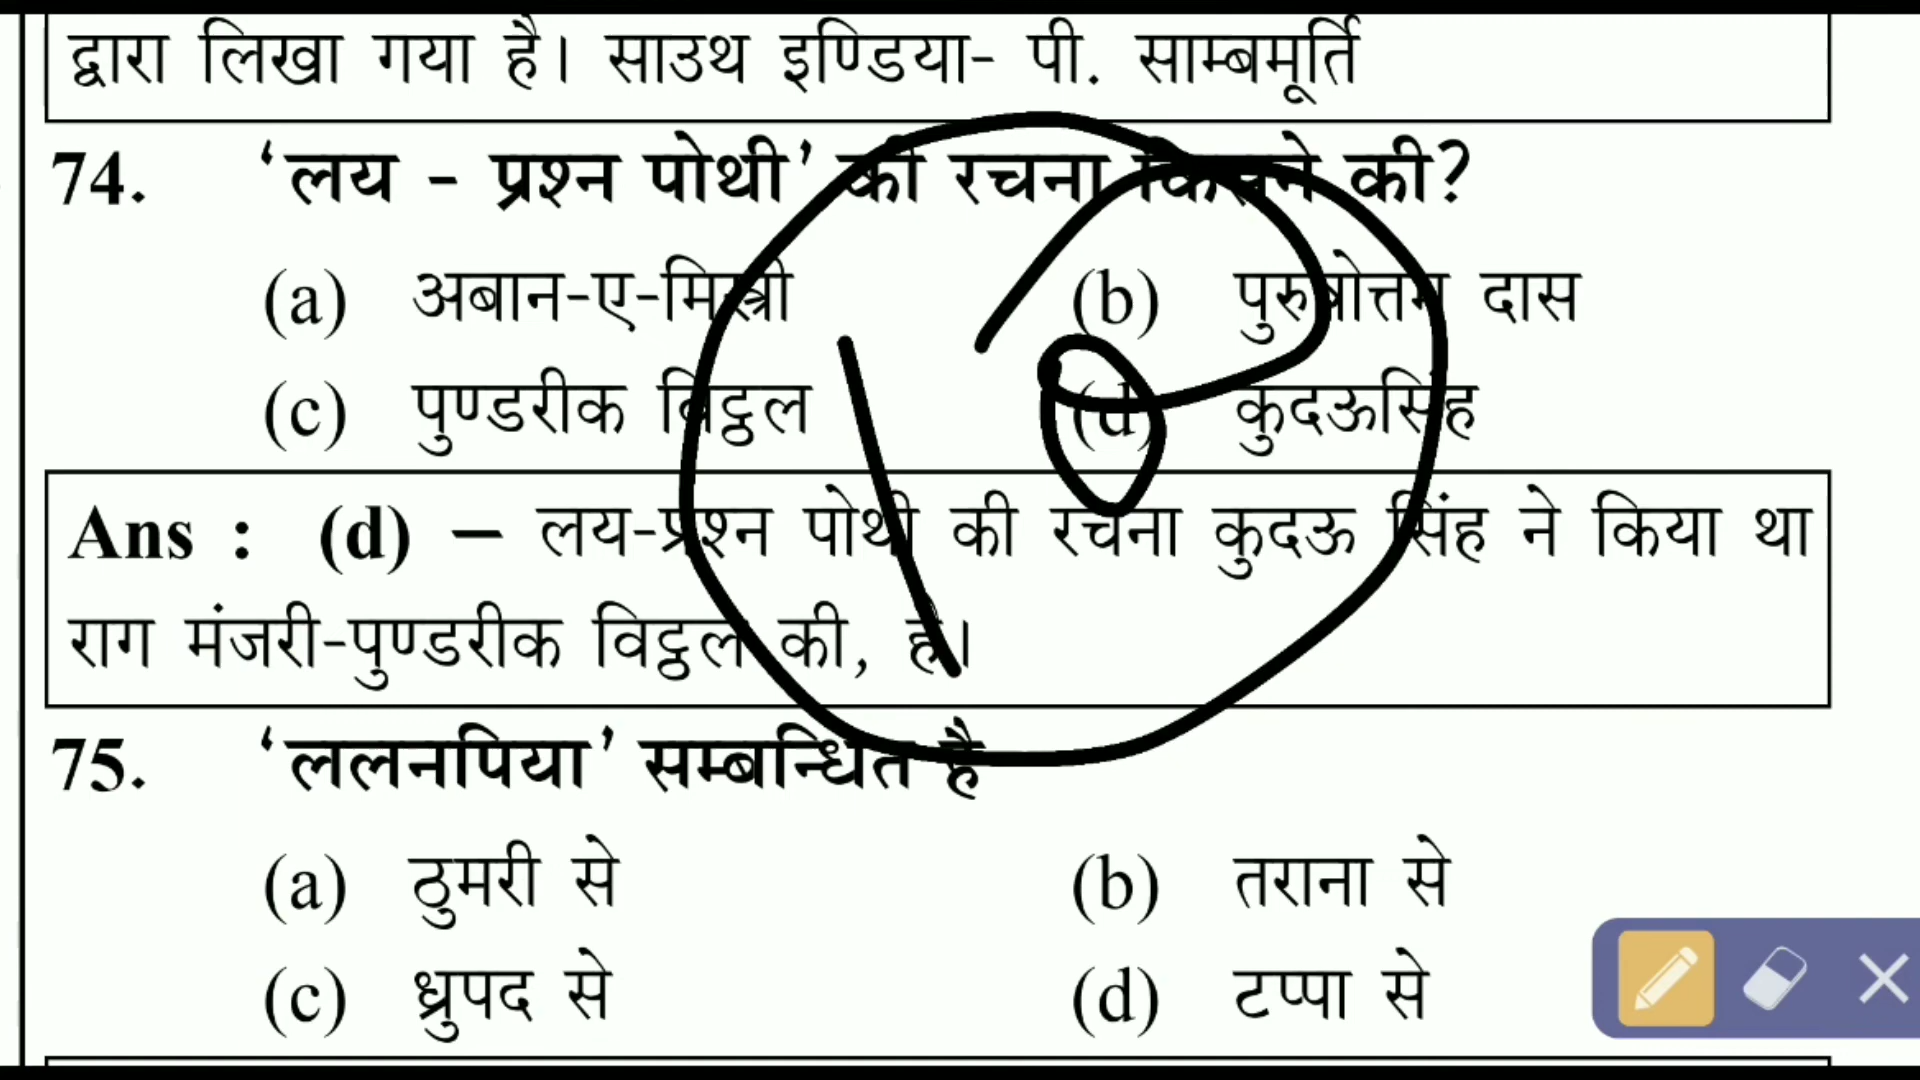 द्वारा लिखा गया है। साउथ इण्डिया- पी. साम्बमूर्ति
74. ‘लय - प्रश्न पोथी’ की रचना किसने की?
(a) अबान-ए-मिस्त्री (b) पुरुषोत्तम दास
(c) पुण्डरीक विट्ठल (d) कुदऊसिंह
Ans : (d) – लय-प्रश्न पोथी की रचना कुदऊ सिंह ने किया था
राग मंजरी-पुण्डरीक विट्ठल की, है।
75. ‘ललनपिया’ सम्बन्धित है
(a) ठुमरी से (b) तराना से
(c) ध्रुपद से (d) टप्पा से